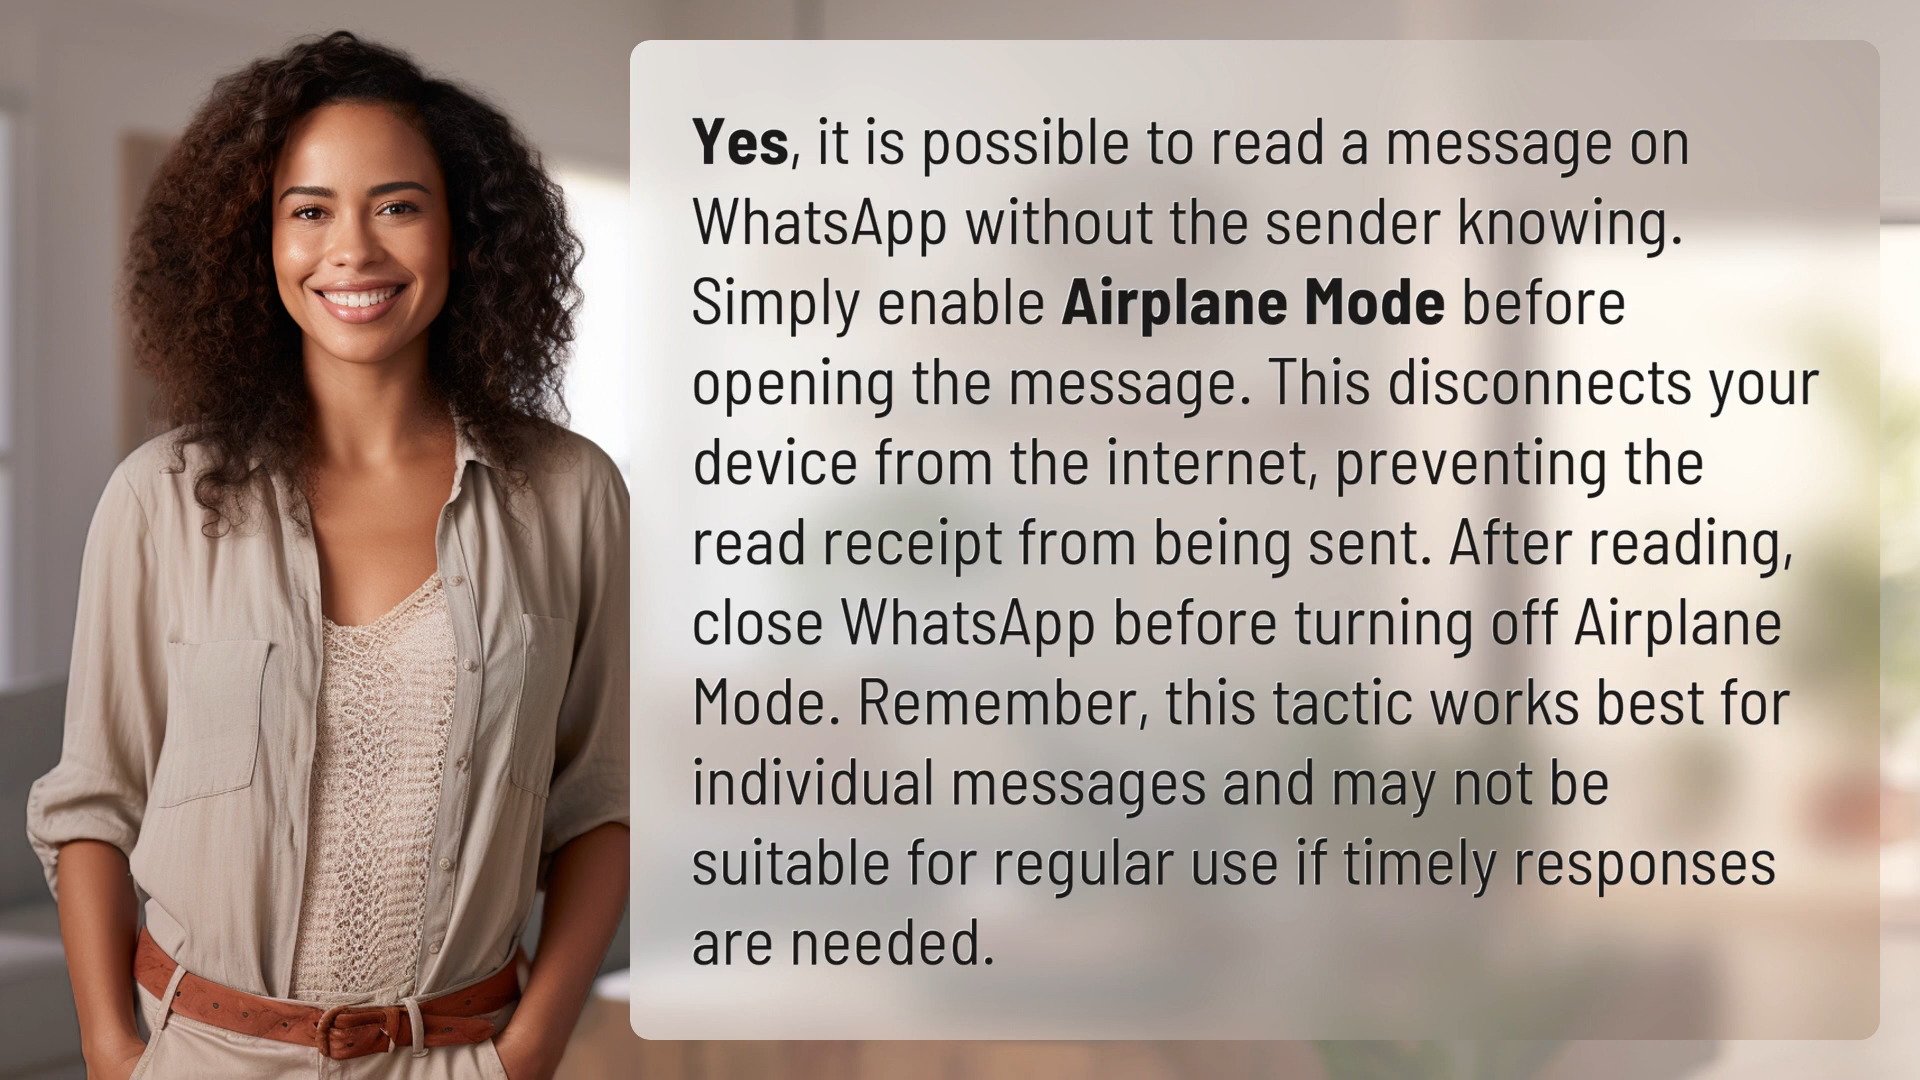 Yes, it is possible to read a message on
WhatsApp without the sender knowing.
Simply enable Airplane Mode before
opening the message. This disconnects your
device from the internet, preventing the
read receipt from being sent. After reading,
close WhatsApp before turning off Airplane
Mode. Remember, this tactic works best for
individual messages and may not be
suitable for regular use if timely responses
are needed.